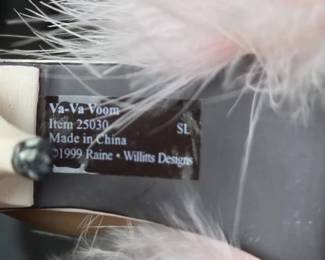 Va-Va-Voom
Item 25030 SL
Made in China
©1999 Raine • Willitts Designs